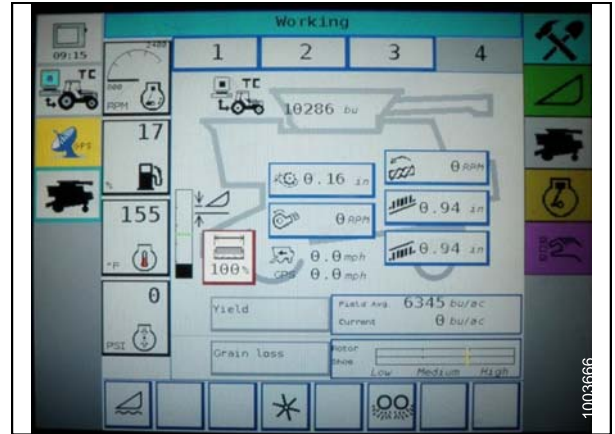 Working
09:15
2400
1 2 3 4
TC
TC
10286 bu
RPM
GPS
17
%
0.16 in
0 RPM
155
0 RPM
0.94 in
°F
100%
0.0 mph
GPS 0.0 mph
0.94 in
0
PSI
Yield
Field Avg. 6345 bu/ac
Current 0 bu/ac
Grain loss
Rotor
Shoe
Low Medium High
1003666